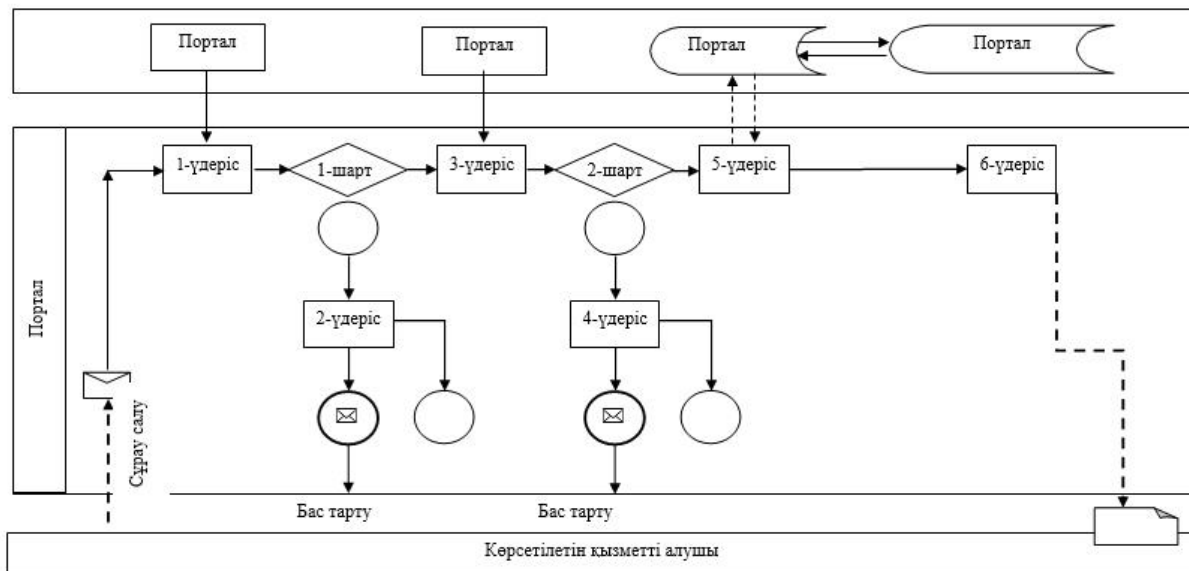 Портал
Портал
Портал
Портал
1-үдеріс
1-шарт
3-үдеріс
2-шарт
5-үдеріс
6-үдеріс
Портал
2-үдеріс
4-үдеріс
Сұрау салу
Бас тарту
Бас тарту
Көрсетілетін қызметті алушы